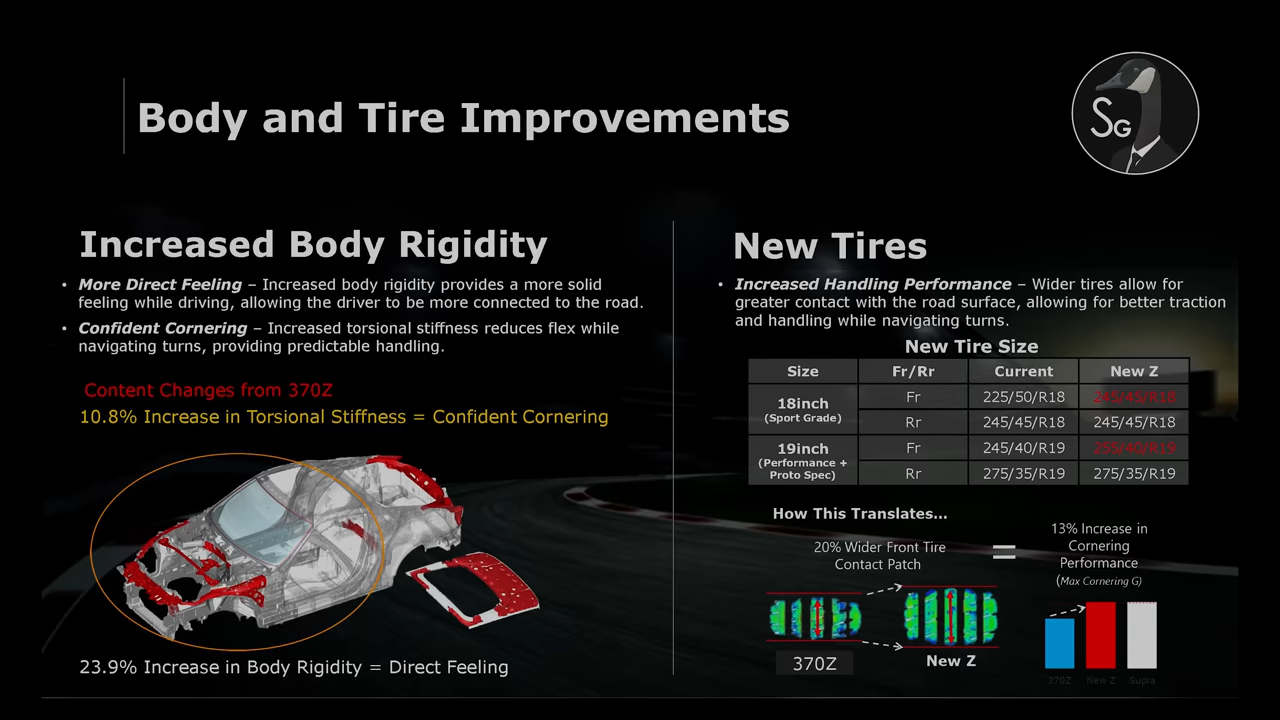 Body and Tire Improvements
SG
Increased Body Rigidity
• More Direct Feeling – Increased body rigidity provides a more solid
feeling while driving, allowing the driver to be more connected to the road.
• Confident Cornering – Increased torsional stiffness reduces flex while
navigating turns, providing predictable handling.
Content Changes from 370Z
10.8% Increase in Torsional Stiffness = Confident Cornering
23.9% Increase in Body Rigidity = Direct Feeling
New Tires
• Increased Handling Performance – Wider tires allow for
greater contact with the road surface, allowing for better traction
and handling while navigating turns.
New Tire Size
Size Fr/Rr Current New Z
18inch
(Sport Grade)
Fr 225/50/R18 245/45/R18
Rr 245/45/R18 245/45/R18
19inch
(Performance +
Proto Spec)
Fr 245/40/R19 255/40/R19
Rr 275/35/R19 275/35/R19
How This Translates...
20% Wider Front Tire
Contact Patch
=
13% Increase in
Cornering
Performance
(Max Cornering G)
370Z
New Z
370Z New Z Supra